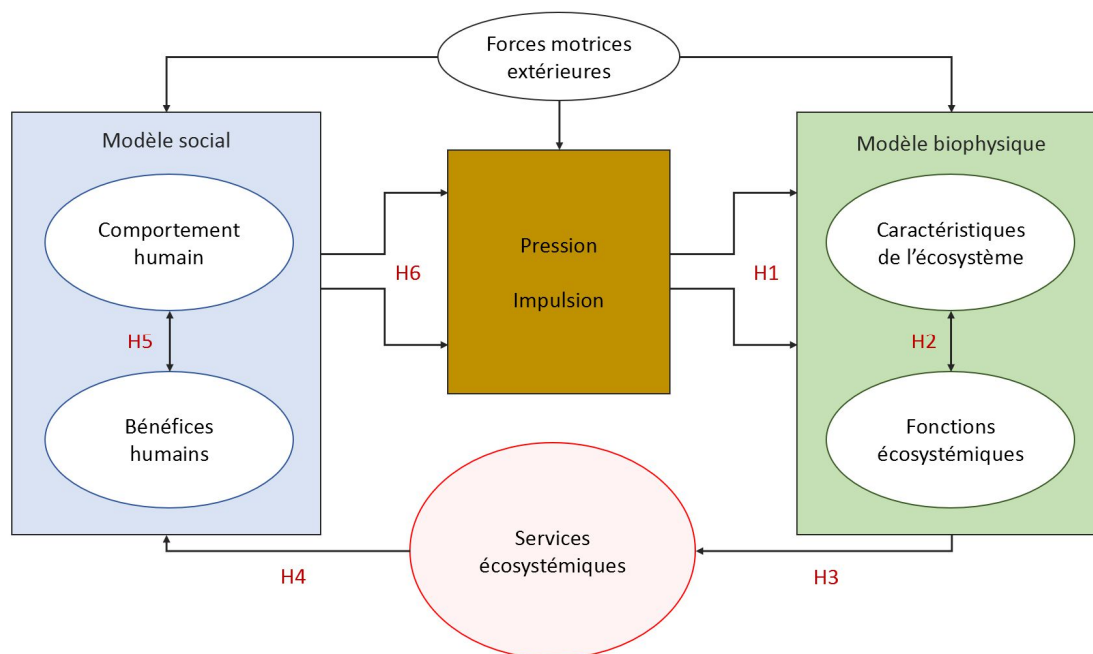 Forces motrices
extérieures
Modèle social
Comportement
humain
H5
Bénéfices
humains
H6
Pression
Impulsion
H1
Modèle biophysique
Caractéristiques
de l'écosystème
H2
Fonctions
écosystémiques
Services
écosystémiques
H4
H3